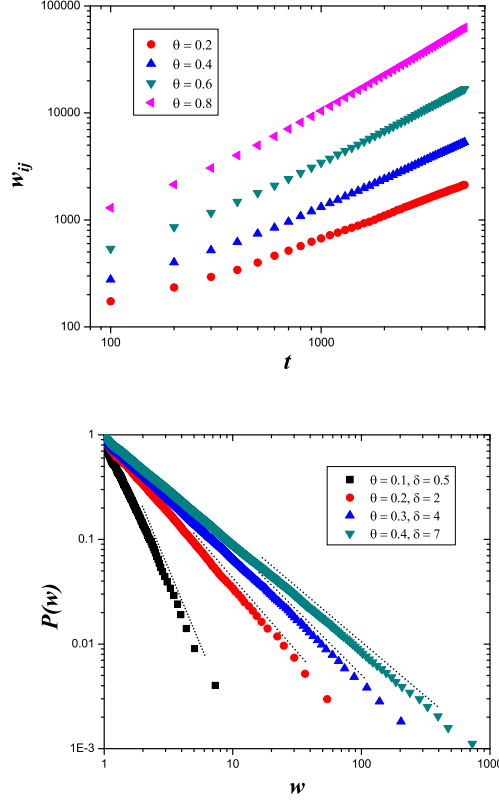 100000
10000
1000
100
w_ij
θ = 0.2
θ = 0.4
θ = 0.6
θ = 0.8
100
1000
t
1
0.1
0.01
1E-3
P(w)
θ = 0.1, δ = 0.5
θ = 0.2, δ = 2
θ = 0.3, δ = 4
θ = 0.4, δ = 7
1
10
100
1000
w